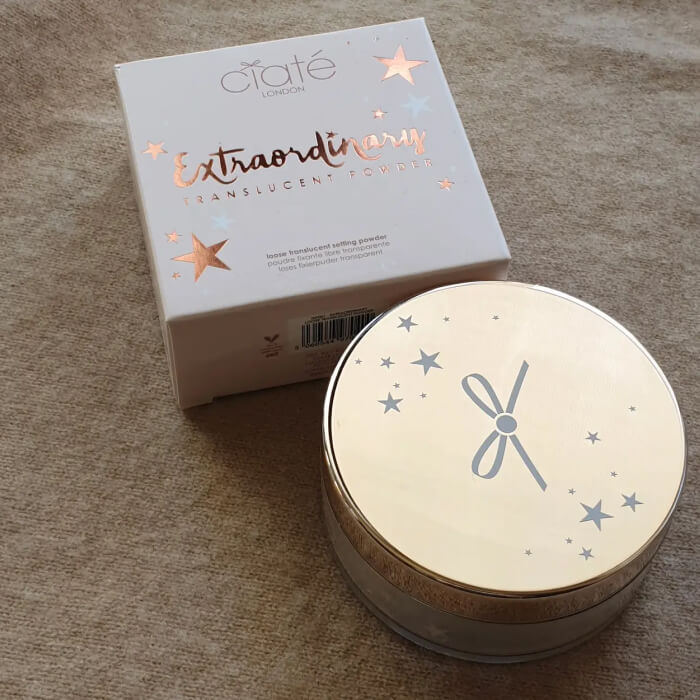 ciaté
LONDON
Extraordinary
TRANSLUCENT POWDER
loose translucent setting powder
poudre fixante libre transparente
loses fixierpuder transparent